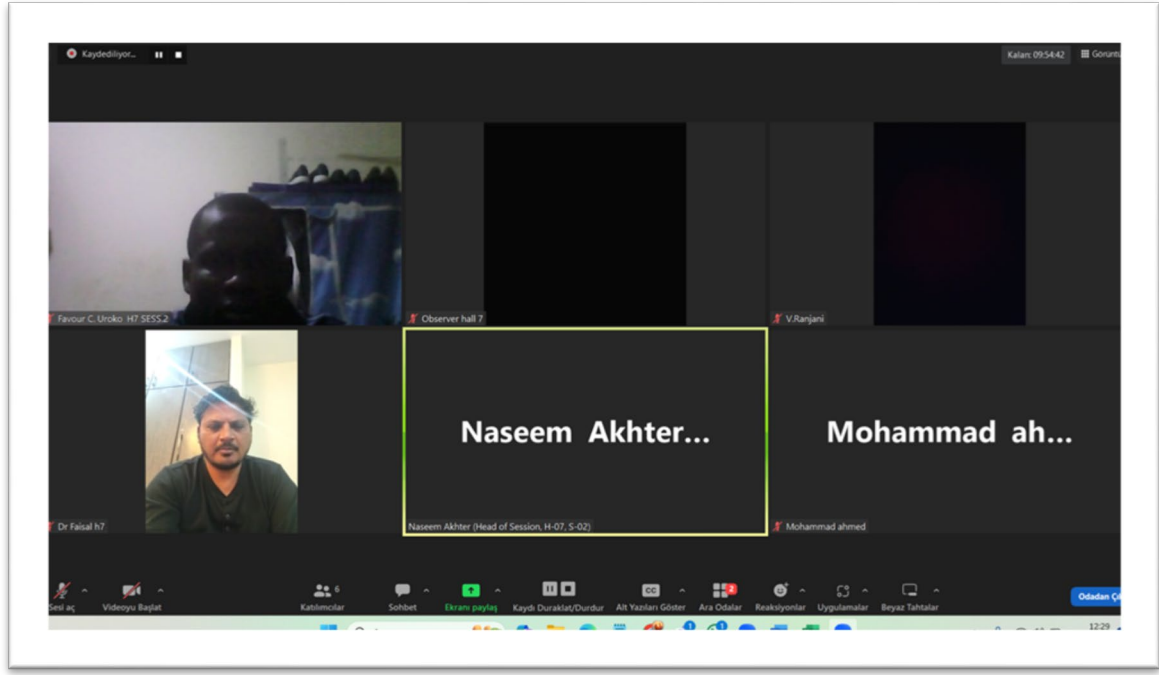 Kaydediliyor...
Kalan: 09:54:42
Görüntü
Favour C. Uroko H7 SESS.2
Observer hall 7
V.Ranjani
Naseem Akhter...
Mohammad ah...
Dr Faisal h7
Naseem Akhter (Head of Session, H-07, S-02)
Mohammad ahmed
6
2
Sesi aç
Videoyu Başlat
Katılımcılar
Sohbet
Ekranı paylaş
Kaydı Duraklat/Durdur
CC
Alt Yazıları Göster
Ara Odalar
Reaksiyonlar
Uygulamalar
Beyaz Tahtalar
Odadan Çı
1
1
12:29